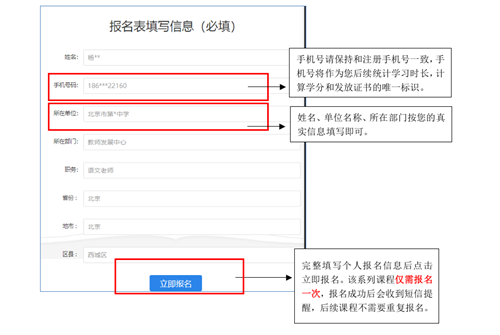 报名表填写信息（必填）
姓名： 杨**
手机号码： 186***22160
手机号请保持和注册手机号一致，手
机号将作为您后续统计学习时长，计
算学分和发放证书的唯一标识。
所在单位： 北京市第*中学
姓名、单位名称、所在部门按您的真
实信息填写即可。
所在部门： 教师发展中心
职务： 语文老师
省份： 北京
地市： 北京
区县： 西城区
完整填写个人报名信息后点击
立即报名。该系列课程仅需报名
一次，报名成功后会收到短信提
醒，后续课程不需要重复报名。
立即报名